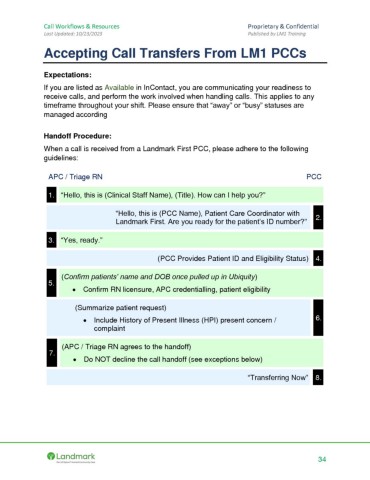 Call Workflows & Resources
Proprietary & Confidential
Last Updated: 10/13/2020
Published by LM1 Training
Accepting Call Transfers From LM1 PCCs
Expectations:
If you are listed as Available in InContact, you are communicating your readiness to
receive calls, and perform the work involved when handling calls. This applies to any
timeframe throughout your shift. Please ensure that “away” or “busy” statuses are
managed according
Handoff Procedure:
When a call is received from a Landmark First PCC, please adhere to the following
guidelines:
APC / Triage RN
PCC
1. “Hello, this is (Clinical Staff Name), (Title). How can I help you?”
“Hello, this is (PCC Name), Patient Care Coordinator with
Landmark First. Are you ready for the patient’s ID number?”
2.
3. “Yes, ready.”
(PCC Provides Patient ID and Eligibility Status) 4.
(Confirm patients’ name and DOB once pulled up in Ubiquity)
5.
• Confirm RN licensure, APC credentialling, patient eligibility
(Summarize patient request)
• Include History of Present Illness (HPI) present concern /
complaint
6.
(APC / Triage RN agrees to the handoff)
7.
• Do NOT decline the call handoff (see exceptions below)
“Transferring Now” 8.
Landmark
34